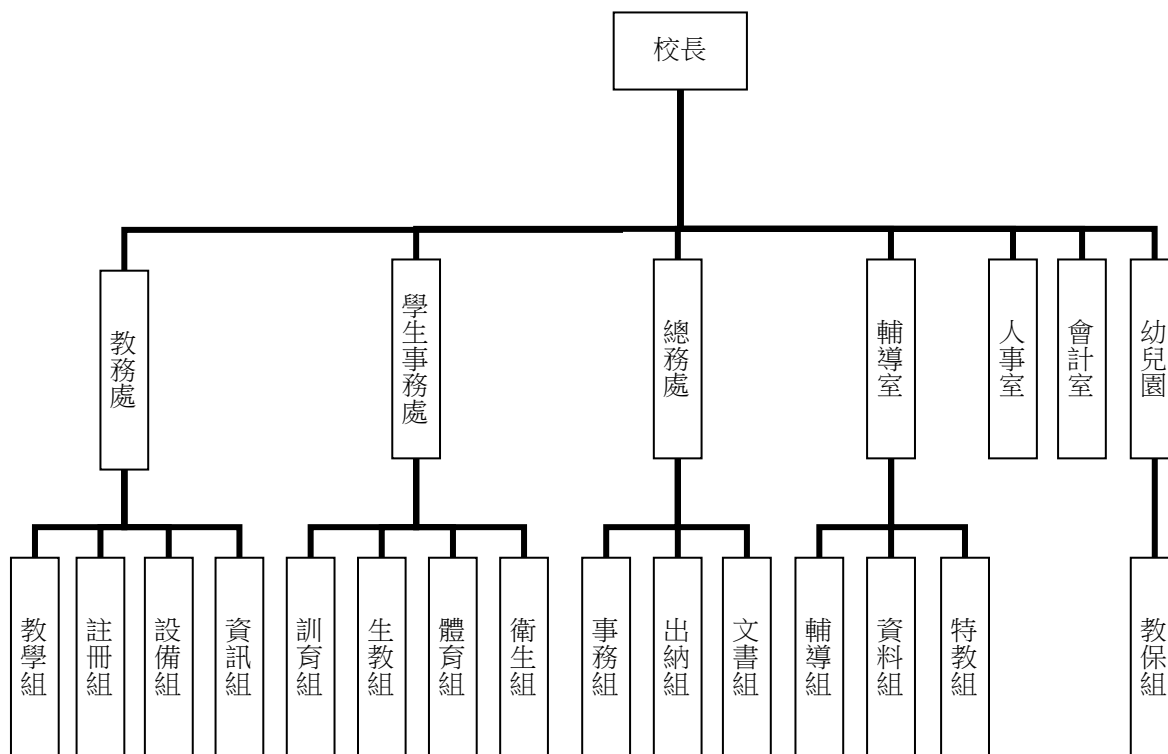 校長
教務處
學生事務處
總務處
輔導室
人事室
會計室
幼兒園
教學組
註冊組
設備組
資訊組
訓育組
生教組
體育組
衛生組
事務組
出納組
文書組
輔導組
資料組
特教組
教保組